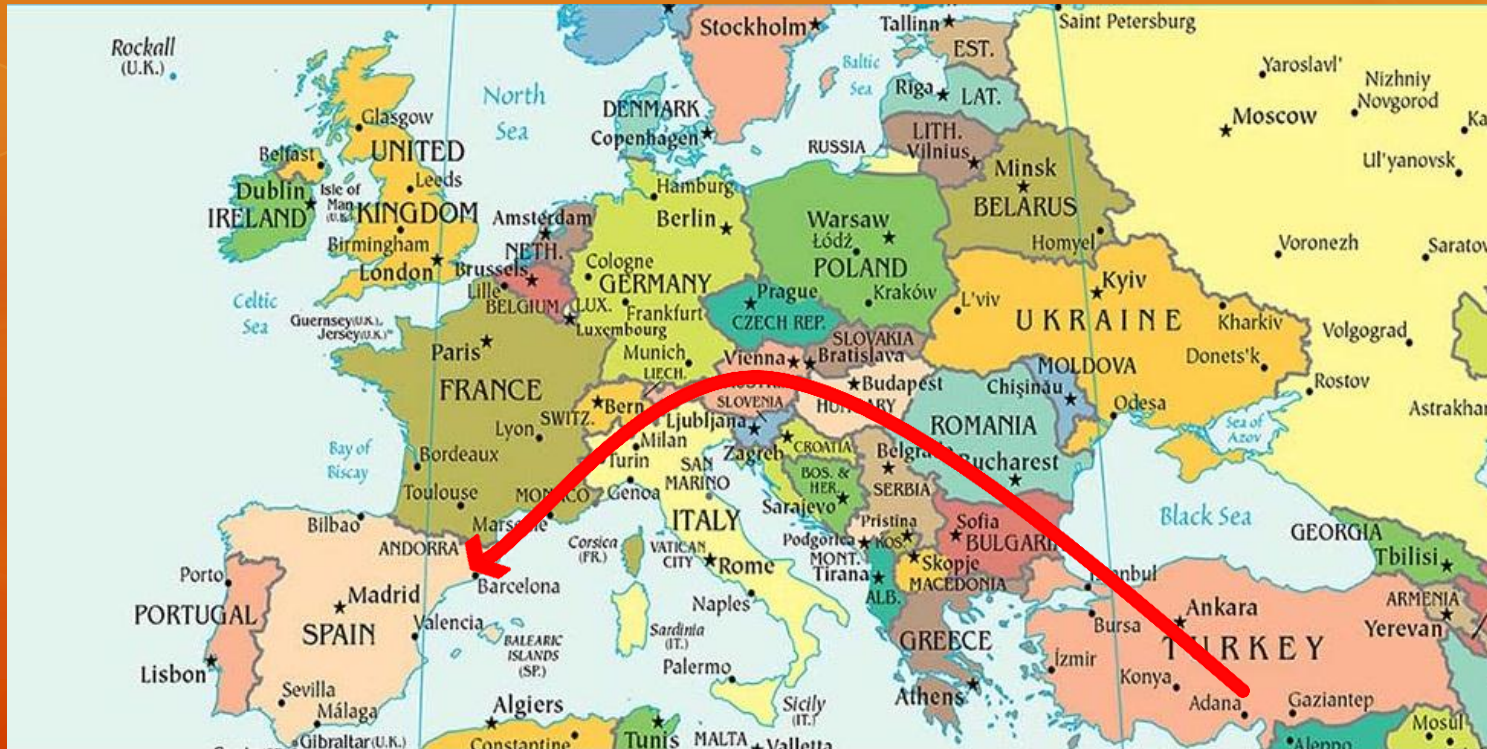 Rockall
(U.K.)
Glasgow
Belfast
UNITED
Leeds
Dublin
Isle of
Man
(U.K.)
IRELAND
KINGDOM
Birmingham
London
Celtic
Sea
Guernsey(U.K.)
Jersey(U.K.)
North
Sea
Stockholm
Baltic
Sea
DENMARK
Copenhagen
Tallinn
EST.
Riga
LAT.
LITH.
Vilnius
RUSSIA
Saint Petersburg
Yaroslavl'
Nizhniy
Novgorod
Moscow
Ka
Ul'yanovsk
Minsk
BELARUS
Homyel
Voronezh
Saratov
Hamburg
Berlin
Amsterdam
NETH.
Brussels
Lille
BELGIUM
LUX.
Luxembourg
Cologne
GERMANY
Frankfurt
Munich
LIECH.
Warsaw
Łódź
POLAND
Kraków
Prague
CZECH REP.
SLOVAKIA
Vienna
Bratislava
L'viv
Kyiv
UKRAINE
Kharkiv
Donets'k
Volgograd
Rostov
Astrakhan
Odesa
Sea of
Azov
MOLDOVA
Chişinău
Paris
FRANCE
SWITZ.
Bern
Lyon
Bay of
Biscay
Bordeaux
Toulouse
MONACO
Budapest
SLOVENIA
Ljubljana
Zagreb
CROATIA
Milan
Turin
Genoa
SAN
MARINO
ITALY
VATICAN
CITY
Rome
Naples
Corsica
(FR.)
Sardinia
(IT.)
Palermo
Sicily
(IT.)
BOS. &
HER.
Sarajevo
SERBIA
Pristina
KOS.
Podgorica
MONT.
Tirana
ALB.
Skopje
MACEDONIA
ROMANIA
Sofia
Black Sea
GEORGIA
Tbilisi
ARMENIA
Yerevan
Bilbao
ANDORRA
Barcelona
Porto
PORTUGAL
Madrid
SPAIN
Valencia
Lisbon
BALEARIC
ISLANDS
(SP.)
Sevilla
Málaga
Gibraltar(U.K.)
Algiers
Constantine
Tunis
MALTA
Valletta
GREECE
Athens
Bursa
Ankara
TURKEY
İzmir
Konya
Adana
Gaziantep
Aleppo
Mosul